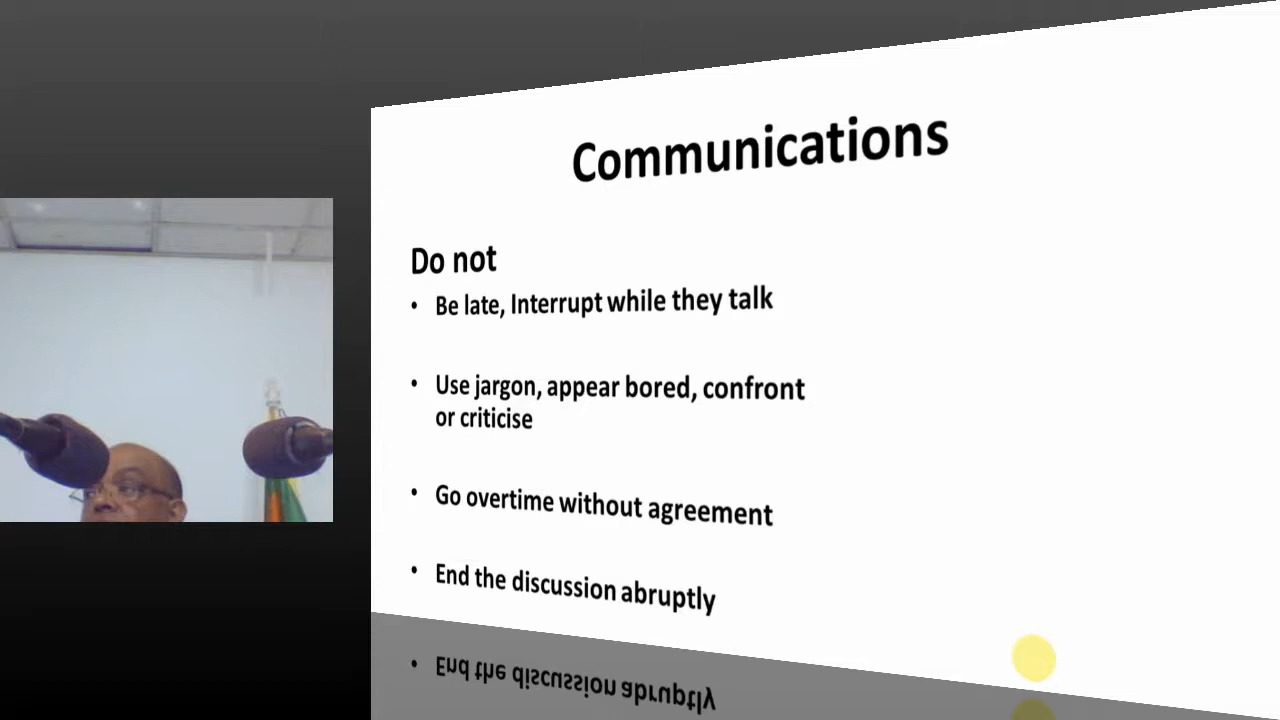 Communications
Do not
• Be late, Interrupt while they talk
• Use jargon, appear bored, confront
or criticise
• Go overtime without agreement
• End the discussion abruptly
• End the discussion abruptly